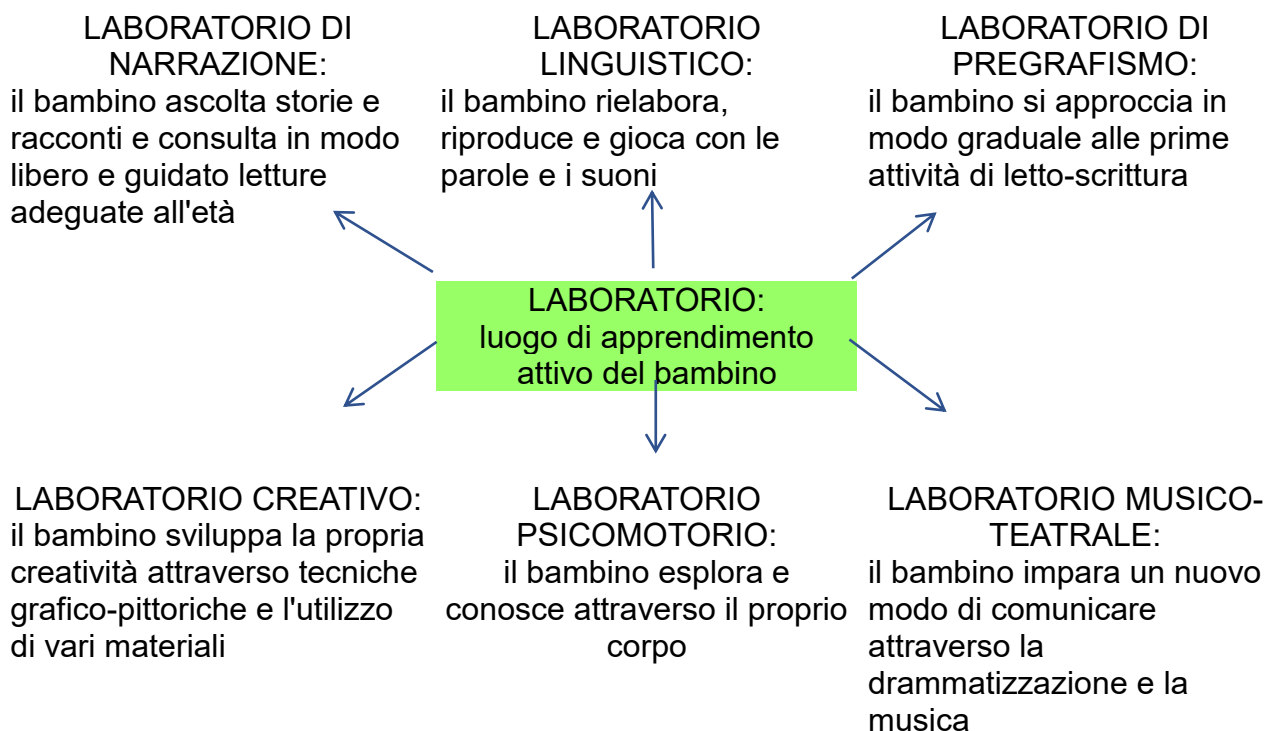 LABORATORIO DI
NARRAZIONE:
il bambino ascolta storie e
racconti e consulta in modo
libero e guidato letture
adeguate all'età
LABORATORIO
LINGUISTICO:
il bambino rielabora,
riproduce e gioca con le
parole e i suoni
LABORATORIO DI
PREGRAFISMO:
il bambino si approccia in
modo graduale alle prime
attività di letto-scrittura
LABORATORIO:
luogo di apprendimento
attivo del bambino
LABORATORIO CREATIVO:
il bambino sviluppa la propria
creatività attraverso tecniche
grafico-pittoriche e l'utilizzo
di vari materiali
LABORATORIO
PSICOMOTORIO:
il bambino esplora e
conosce attraverso il proprio
corpo
LABORATORIO MUSICO-
TEATRALE:
il bambino impara un nuovo
modo di comunicare
attraverso la
drammatizzazione e la
musica